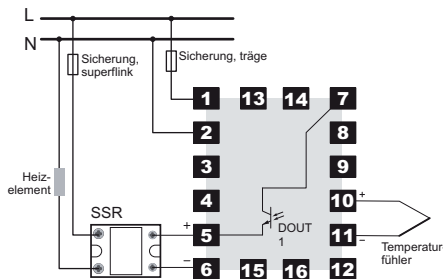 L
N
Sicherung,
superflink
Sicherung, träge
1
13
14
7
2
8
3
9
Heiz-
element
4
10
+
SSR
DOUT
1
Temperatur-
fühler
+
5
11
–
–
6
15
16
12